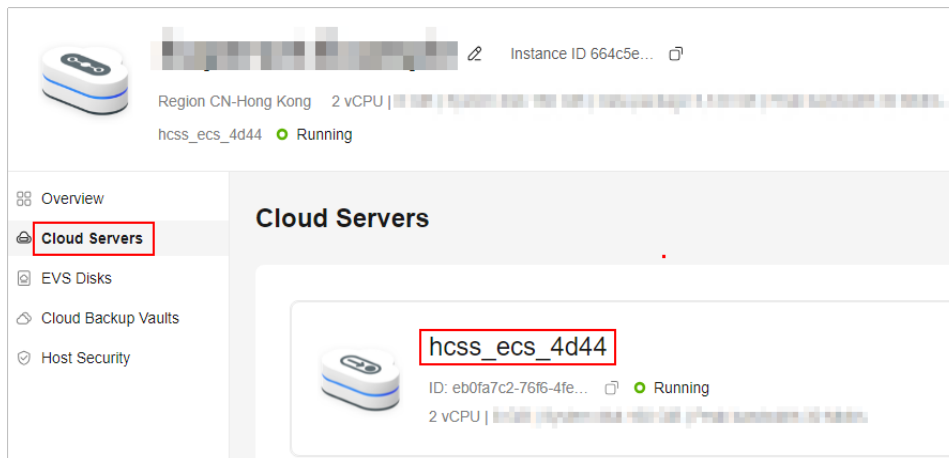 Instance ID 664c5e...
Region CN-Hong Kong 2 vCPU |
hcss_ecs_4d44 Running
Overview
Cloud Servers
EVS Disks
Cloud Backup Vaults
Host Security
Cloud Servers
hcss_ecs_4d44
ID: eb0fa7c2-76f6-4fe... Running
2 vCPU |